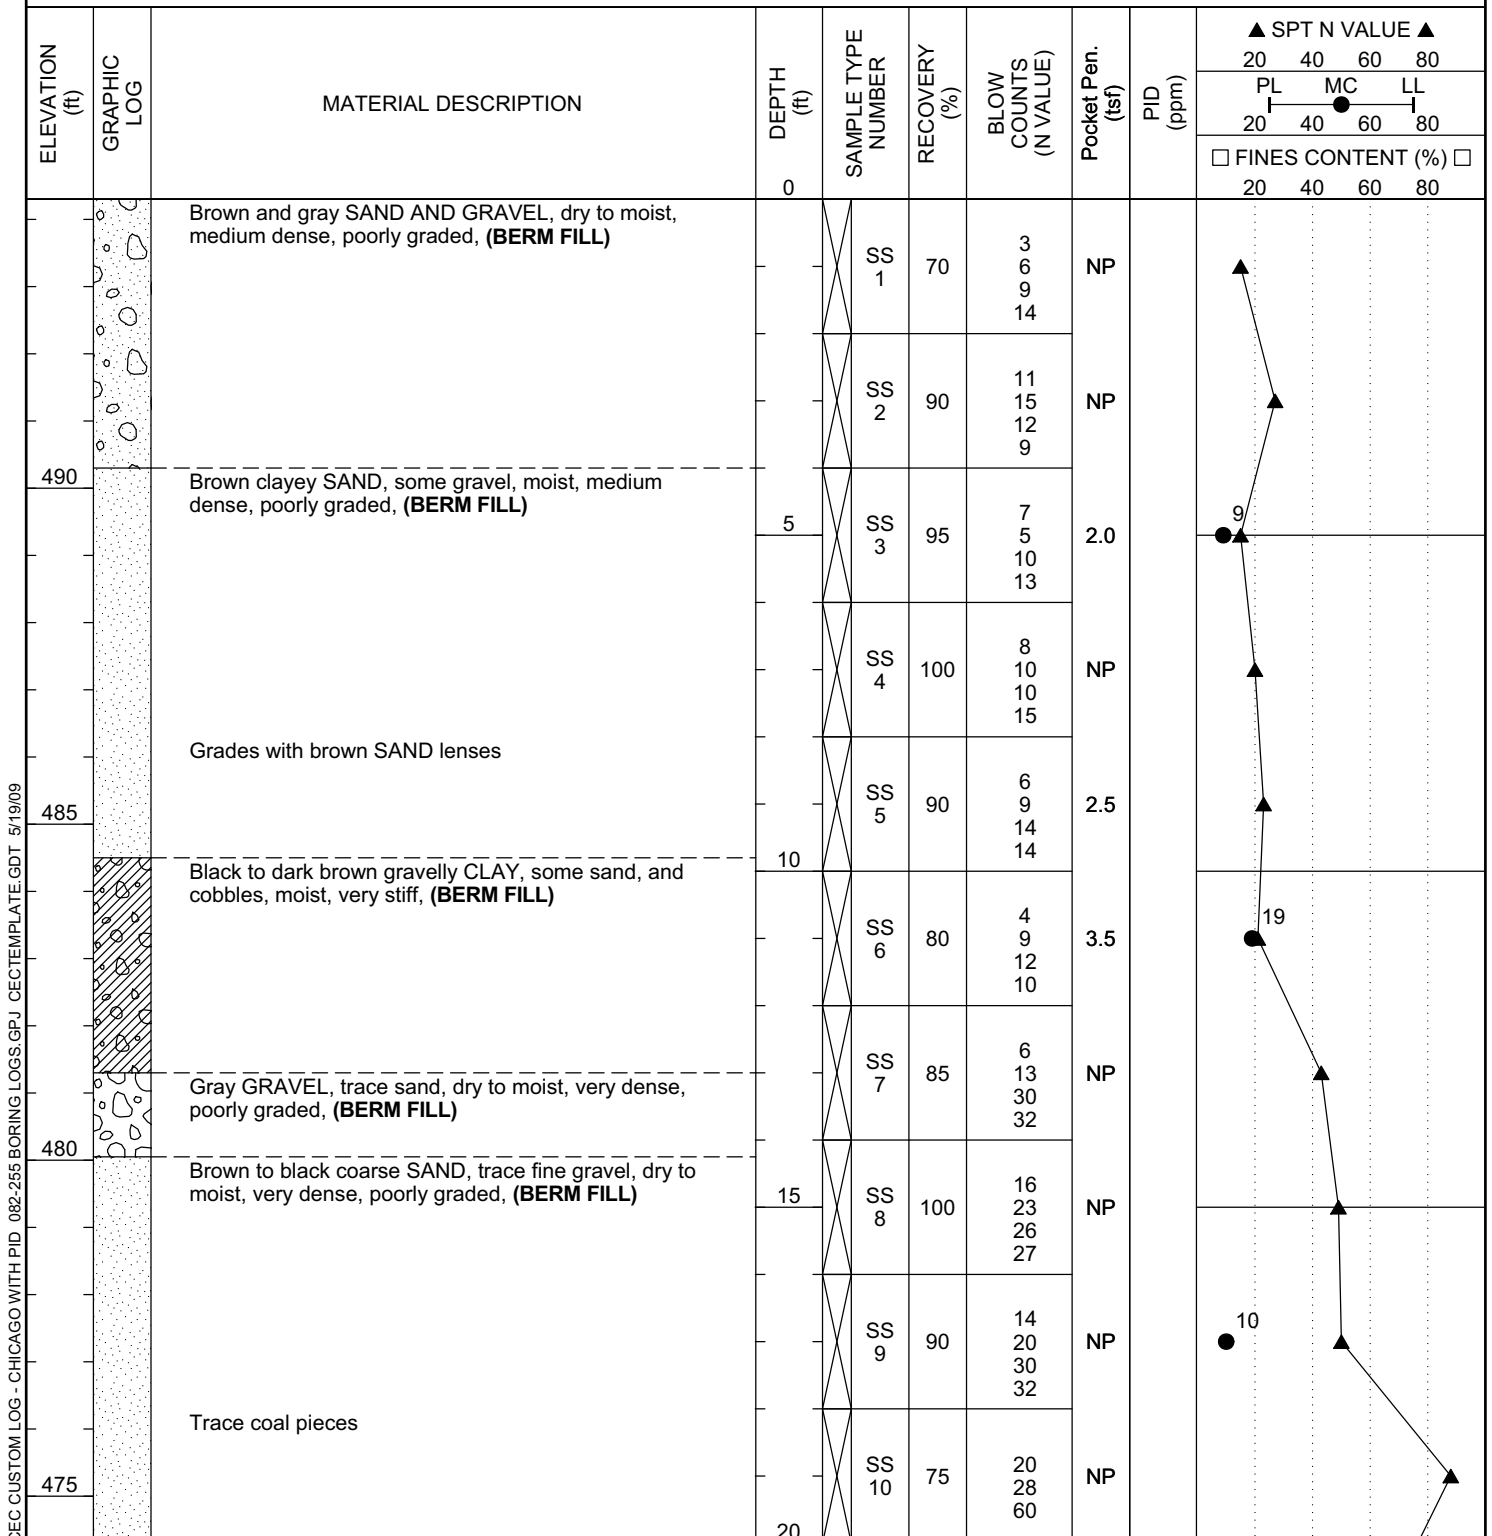 ELEVATION
(ft)
GRAPHIC
LOG
MATERIAL DESCRIPTION
DEPTH
(ft)
0
SAMPLE TYPE
NUMBER
RECOVERY
(%)
BLOW
COUNTS
(N VALUE)
Pocket Pen.
(tsf)
PID
(ppm)
▲ SPT N VALUE ▲
20 40 60 80
PL MC LL
20 40 60 80
□ FINES CONTENT (%) □
20 40 60 80
Brown and gray SAND AND GRAVEL, dry to moist,
medium dense, poorly graded, (BERM FILL)
SS
1
70
3
6
9
14
NP
SS
2
90
11
15
12
9
NP
490
Brown clayey SAND, some gravel, moist, medium
dense, poorly graded, (BERM FILL)
5
SS
3
95
7
5
10
13
2.0
9
SS
4
100
8
10
10
15
NP
Grades with brown SAND lenses
SS
5
90
6
9
14
14
2.5
485
10
Black to dark brown gravelly CLAY, some sand, and
cobbles, moist, very stiff, (BERM FILL)
SS
6
80
4
9
12
10
3.5
19
SS
7
85
6
13
30
32
NP
Gray GRAVEL, trace sand, dry to moist, very dense,
poorly graded, (BERM FILL)
480
Brown to black coarse SAND, trace fine gravel, dry to
moist, very dense, poorly graded, (BERM FILL)
15
SS
8
100
16
23
26
27
NP
SS
9
90
14
20
30
32
NP
10
Trace coal pieces
SS
10
75
20
28
60
NP
475
20
CEC CUSTOM LOG - CHICAGO WITH PID 082-255 BORING LOGS.GPJ CECTEMPLATE.GDT 5/19/09